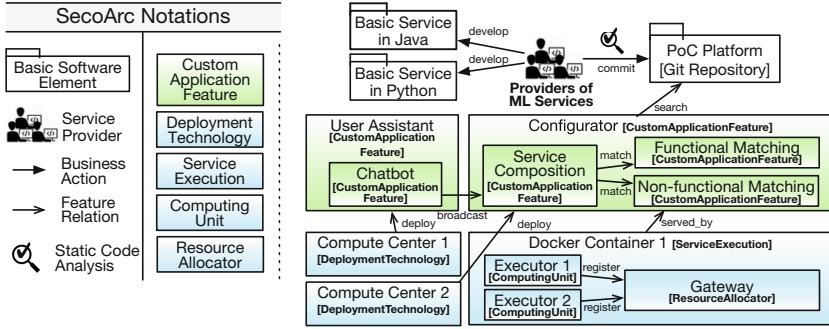 SecoArc Notations
Basic Software
Element
Service
Provider
Business
Action
Feature
Relation
Static Code
Analysis
Custom
Application
Feature
Deployment
Technology
Service
Execution
Computing
Unit
Resource
Allocator
Basic Service
in Java
Basic Service
in Python
develop
develop
Providers of
ML Services
commit
PoC Platform
[Git Repository]
search
User Assistant
[CustomApplication
Feature]
Chatbot
[CustomApplication
Feature]
broadcast
Configurator [CustomApplicationFeature]
Service
Composition
[CustomApplication
Feature]
match
match
Functional Matching
[CustomApplicationFeature]
Non-functional Matching
[CustomApplicationFeature]
deploy
deploy
served_by
Compute Center 1
[DeploymentTechnology]
Compute Center 2
[DeploymentTechnology]
Docker Container 1 [ServiceExecution]
Executor 1
[ComputingUnit]
Executor 2
[ComputingUnit]
register
register
Gateway
[ResourceAllocator]